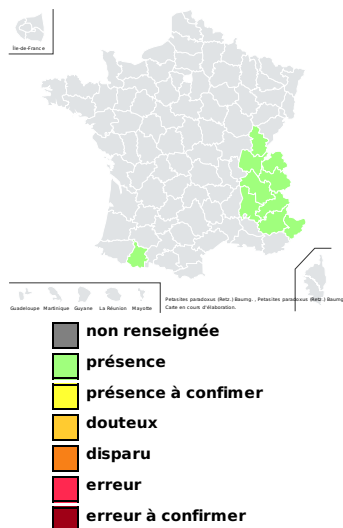 Île-de-France
Guadeloupe Martinique Guyane La Réunion Mayotte
Petasites paradoxus (Retz.) Baumg. , Petasites paradoxus (Retz.) Baumg
Carte en cours d'élaboration.
non renseignée
présence
présence à confimer
douteux
disparu
erreur
erreur à confirmer